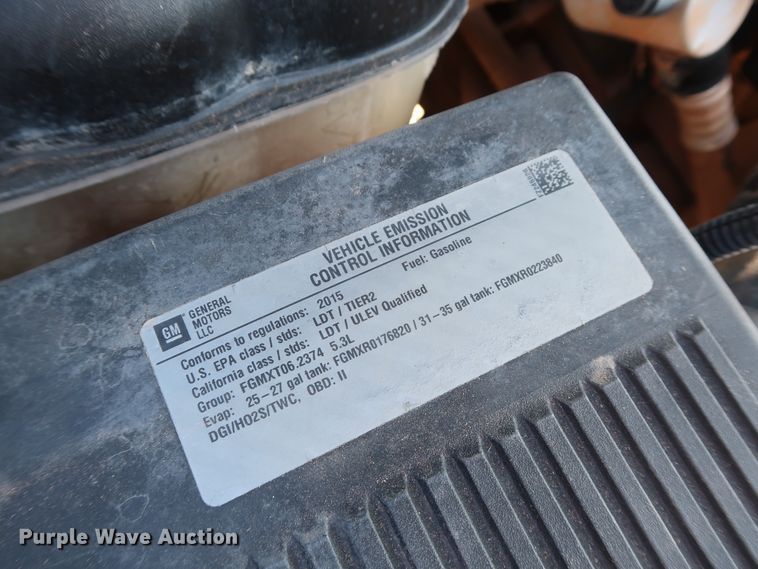 VEHICLE EMISSION
CONTROL INFORMATION
GM
GENERAL
MOTORS
LLC
Conforms to regulations: 2015 Fuel: Gasoline
U.S. EPA class / stds: LDT / TIER2
California class / stds: LDT / ULEV Qualified
Group: FGMXT06.2374 5.3L
Evap: 25–27 gal tank: FGMXR0176820 / 31–35 gal tank: FGMXR0223840
DGI/HO2S/TWC, OBD: II
Purple Wave Auction